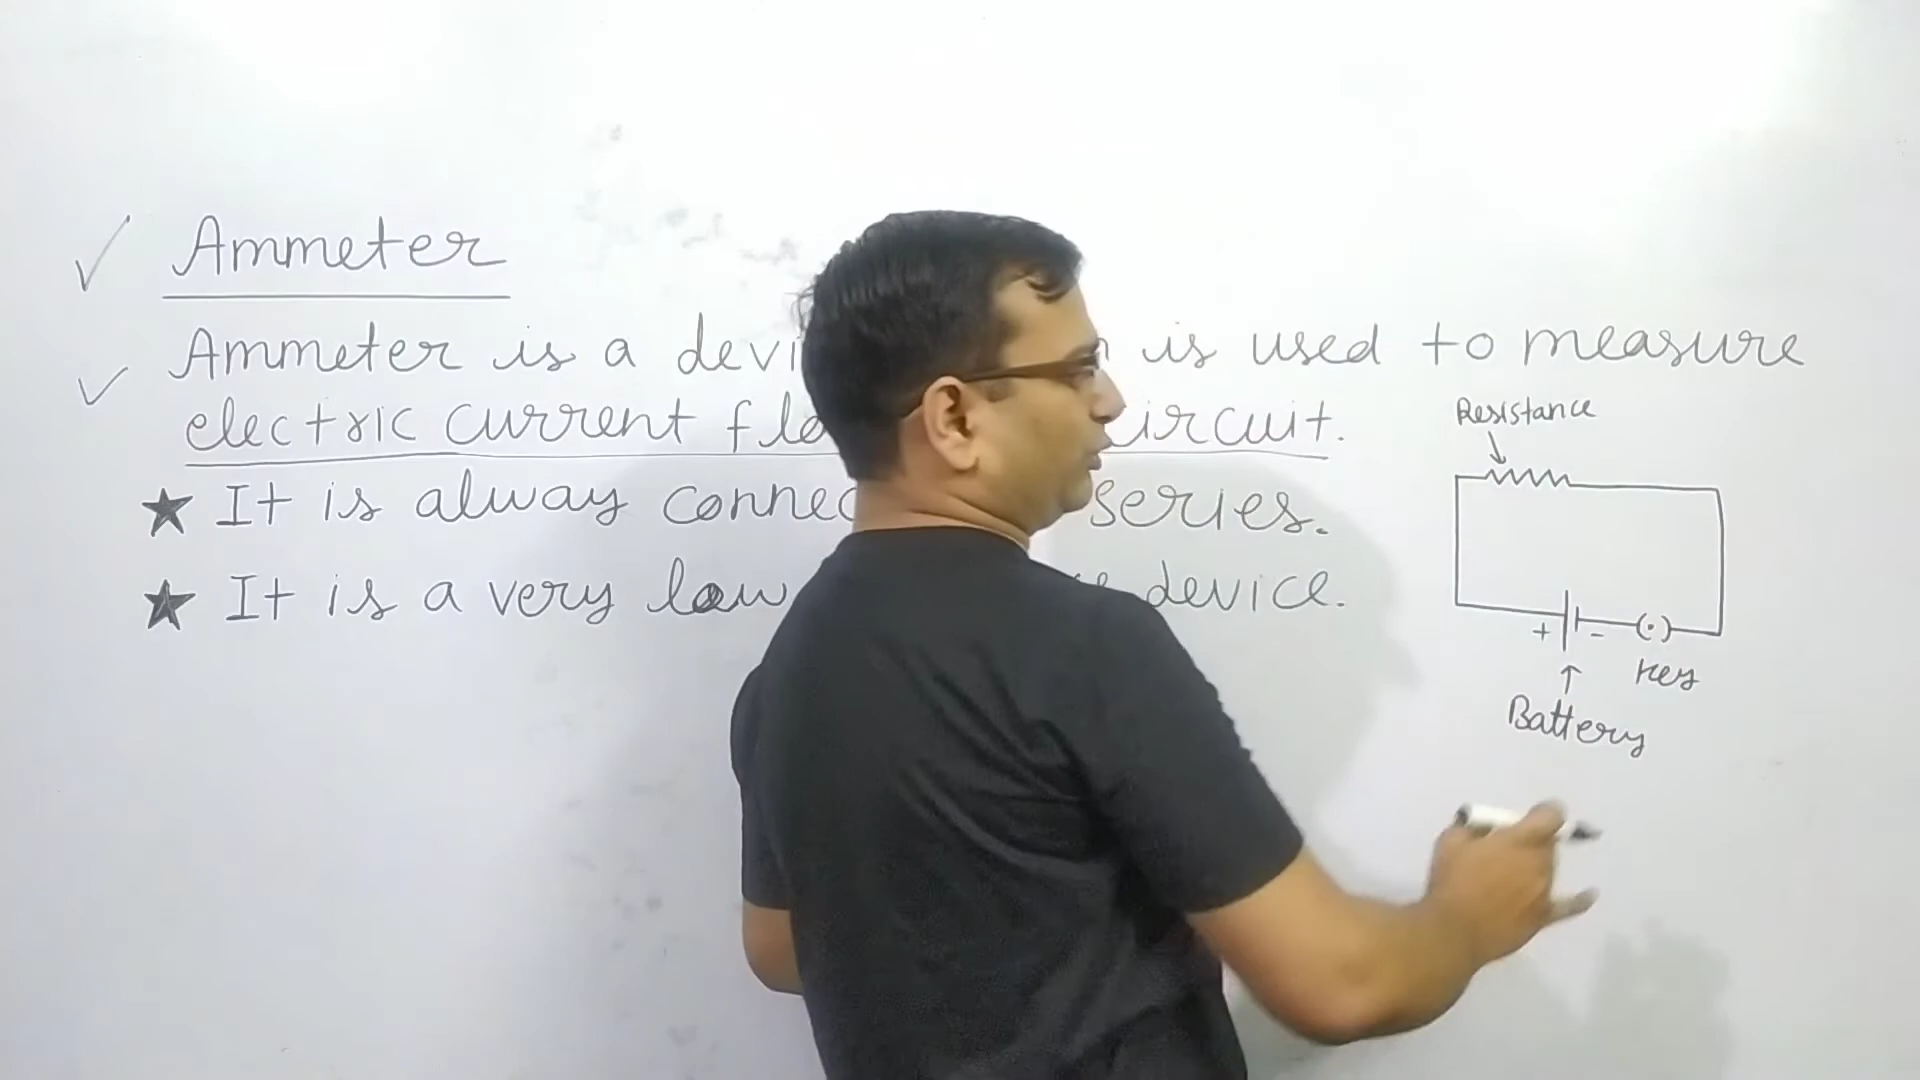 Ammeter
Ammeter is a devi is used to measure
electric current flo ircuit.
★ It is alway connec series.
★ It is a very low device.
Resistance
+ -
Key
Battery